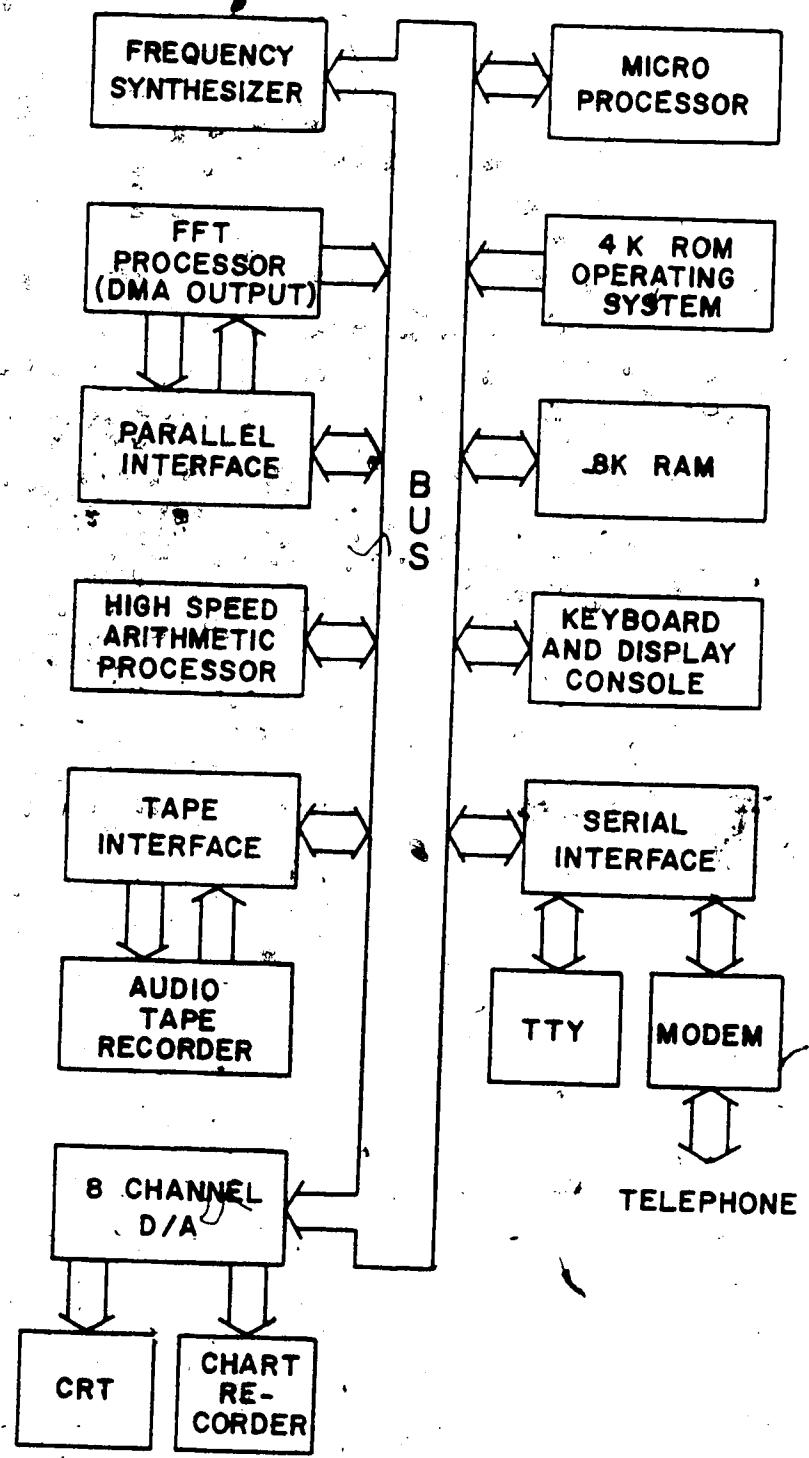 FREQUENCY
SYNTHESIZER
MICRO
PROCESSOR
FFT
PROCESSOR
(DMA OUTPUT)
4K ROM
OPERATING
SYSTEM
PARALLEL
INTERFACE
8K RAM
BUS
HIGH SPEED
ARITHMETIC
PROCESSOR
KEYBOARD
AND DISPLAY
CONSOLE
TAPE
INTERFACE
SERIAL
INTERFACE
AUDIO
TAPE
RECORDER
TTY
MODEM
8 CHANNEL
D/A
TELEPHONE
CRT
CHART
RE-
CORDER